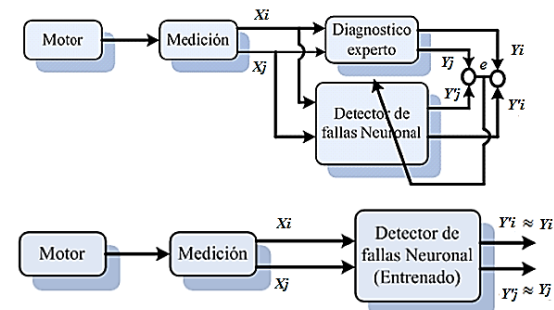 Motor
Medición
Xi
Xj
Diagnostico
experto
Yi
Yj
e
Y'j
Y'i
Detector de
fallas Neuronal
Motor
Medición
Xi
Xj
Detector de
fallas Neuronal
(Entrenado)
Y'i ≈ Yi
Y'j ≈ Yj